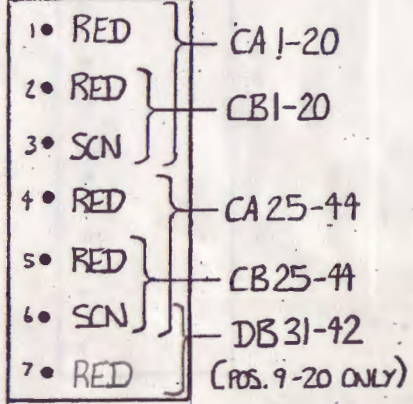 1• RED
CA 1-20
2• RED
CB1-20
3• SCN
4• RED
CA 25-44
5• RED
CB 25-44
6• SCN
DB 31-42
7• RED
(POS. 9-20 ONLY)